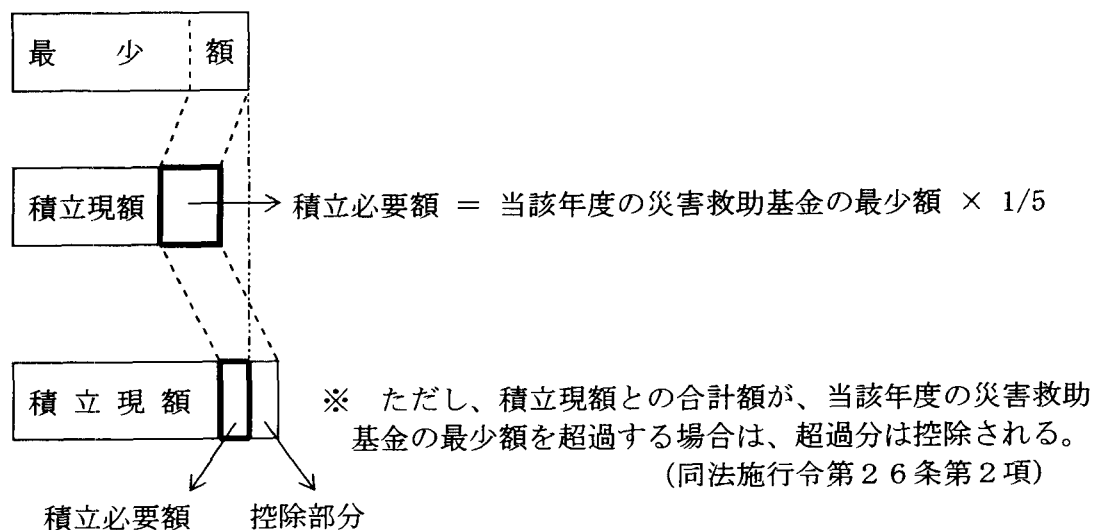 最少額
積立現額
積立必要額 = 当該年度の災害救助基金の最少額 × 1/5
積立現額
※ ただし、積立現額との合計額が、当該年度の災害救助
基金の最少額を超過する場合は、超過分は控除される。
(同法施行令第26条第2項)
積立必要額
控除部分